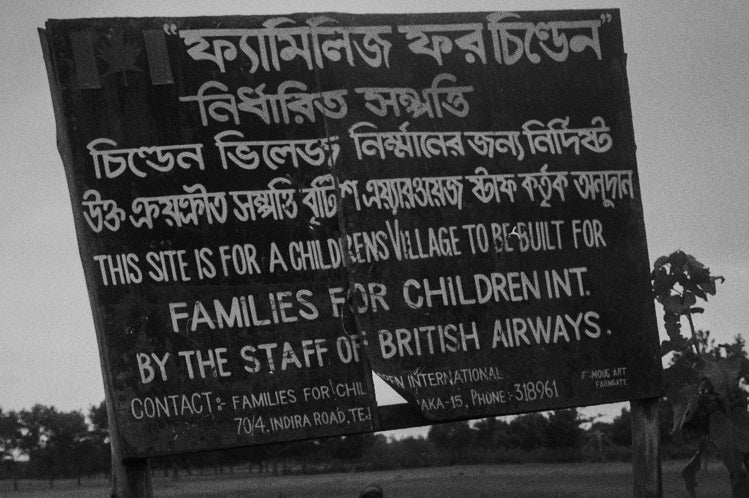 "ফ্যামিলিজ ফর চিল্ডেন"
নির্ধারিত সম্পত্তি
চিল্ডেন ভিলেজ নির্ম্মানের জন্য নির্দিষ্ট
উক্ত ক্রয়ক্রীত সম্পত্তি বৃটিশ এয়্যারওয়েজ ষ্টাফ কর্তৃক অনুদান
THIS SITE IS FOR A CHILDRENS VILLAGE TO BE BUILT FOR
FAMILIES FOR CHILDREN INT.
BY THE STAFF OF BRITISH AIRWAYS.
CONTACT:- FAMILIES FOR CHIL REN INTERNATIONAL
70/4, INDIRA ROAD, TEJ AKA-15, PHONE: 318961
FAMOUS ART
FARMGATE